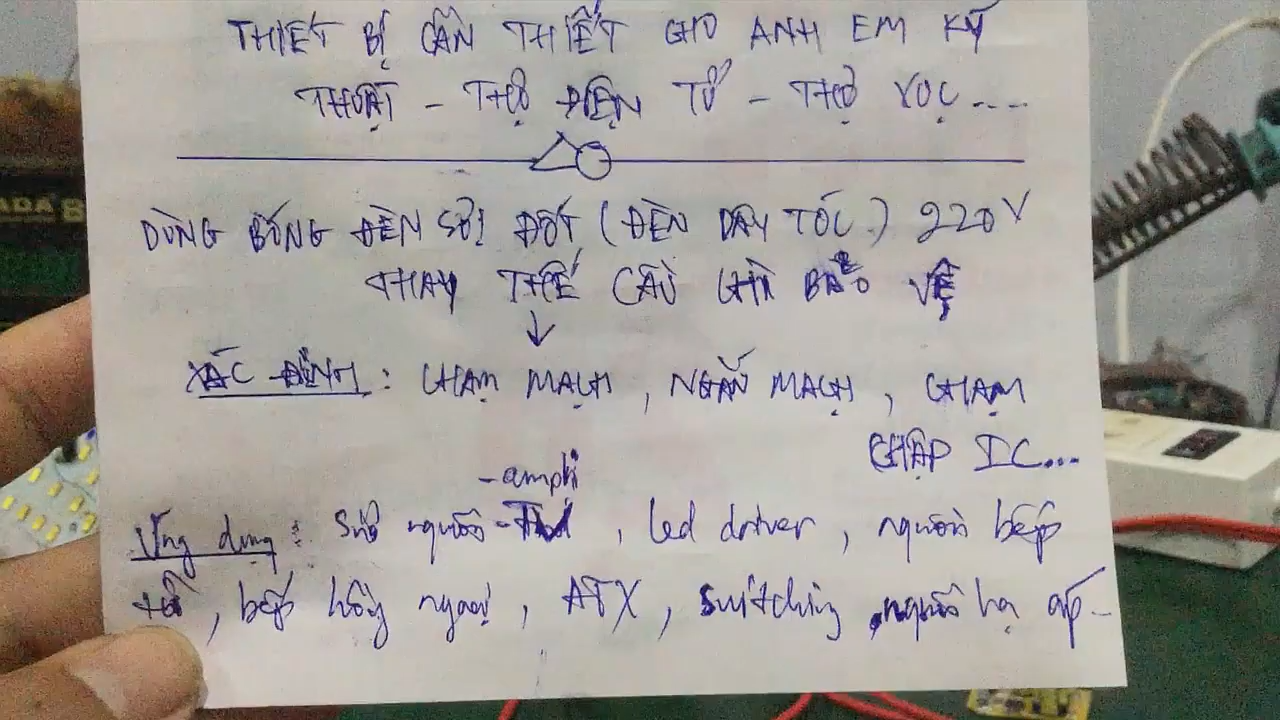 THIẾT BỊ CẦN THIẾT CHO ANH EM KỸ
THUẬT - THỢ ĐIỆN TỬ - THỢ VỌC....
DÙNG BÓNG ĐÈN SỢI ĐỐT (ĐÈN DÂY TÓC) 220V
THAY THẾ CẦU CHÌ BẢO VỆ
XÁC ĐỊNH: CHẠM MẠCH, NGẮN MẠCH, CHẠM
CHẬP IC...
-ampli
Ứng dụng: Sửa nguồn - , led driver, nguồn bếp
từ, bếp hồng ngoại, ATX, switching, nguồn hạ áp-